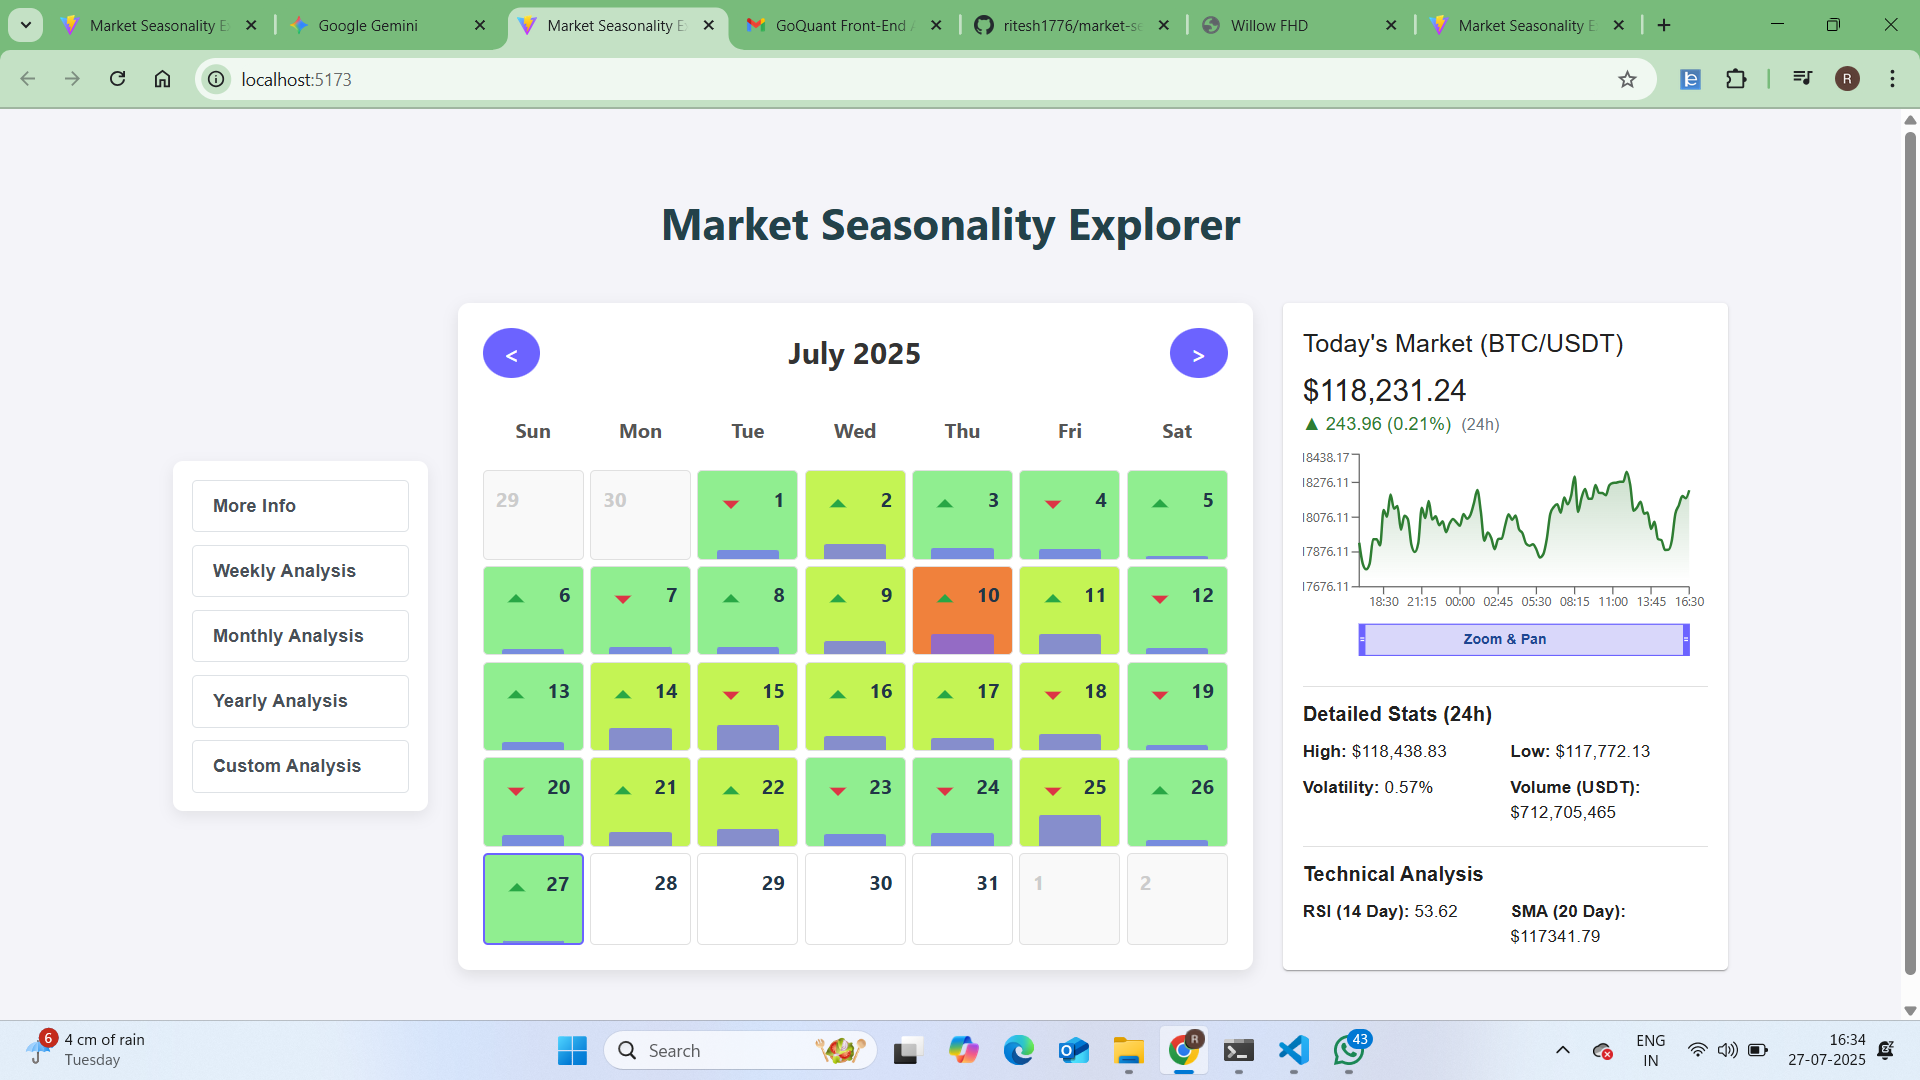 Market Seasonality E
Google Gemini
Market Seasonality E
GoQuant Front-End A
ritesh1776/market-se
Willow FHD
Market Seasonality E
localhost:5173
R
Market Seasonality Explorer
More Info
Weekly Analysis
Monthly Analysis
Yearly Analysis
Custom Analysis
< July 2025 >
Sun Mon Tue Wed Thu Fri Sat
29 30 1 2 3 4 5
6 7 8 9 10 11 12
13 14 15 16 17 18 19
20 21 22 23 24 25 26
27 28 29 30 31 1 2
Today's Market (BTC/USDT)
$118,231.24
▲ 243.96 (0.21%) (24h)
18438.17
18276.11
18076.11
17876.11
17676.11
18:30 21:15 00:00 02:45 05:30 08:15 11:00 13:45 16:30
Zoom & Pan
Detailed Stats (24h)
High: $118,438.83 Low: $117,772.13
Volatility: 0.57% Volume (USDT):
$712,705,465
Technical Analysis
RSI (14 Day): 53.62 SMA (20 Day):
$117341.79
6
4 cm of rain
Tuesday
Search
R
43
ENG
IN
16:34
27-07-2025